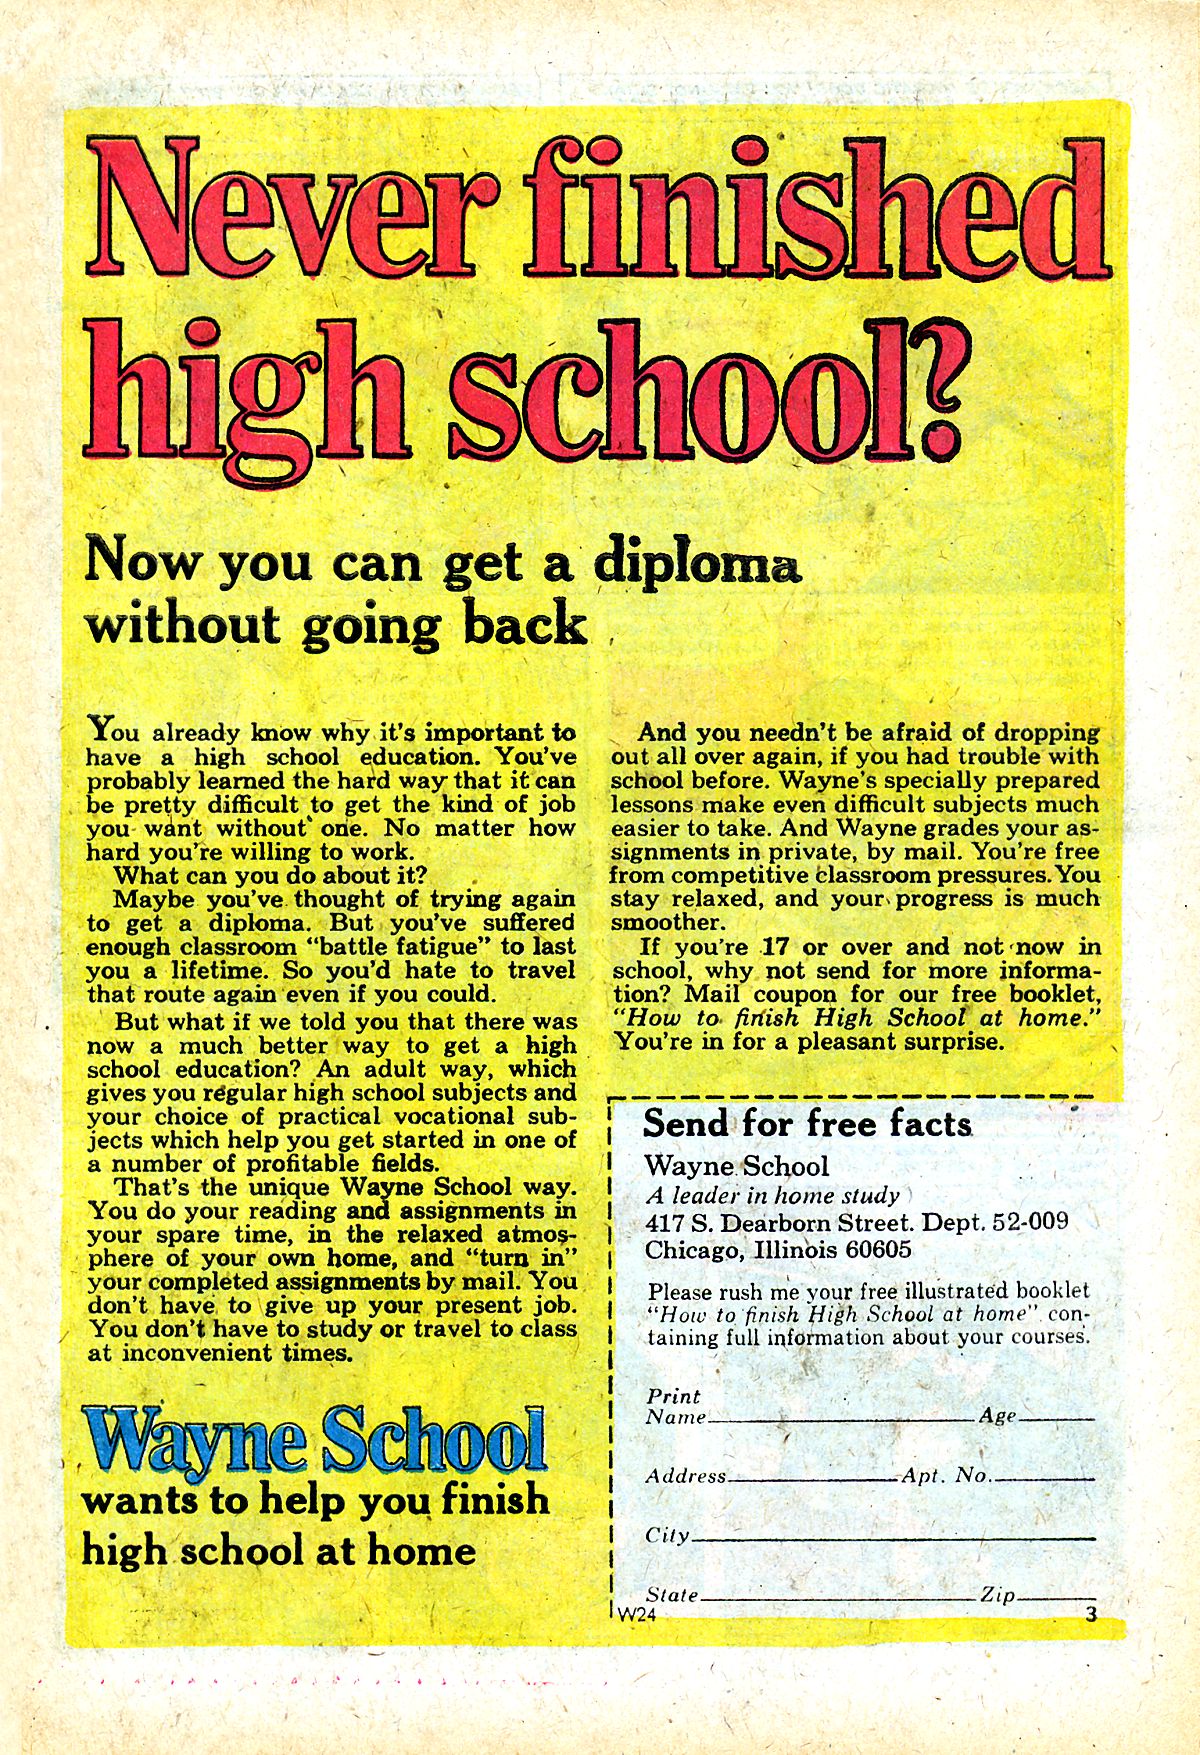 Never finished
high school?
Now you can get a diploma
without going back
You already know why it's important to
have a high school education. You've
probably learned the hard way that it can
be pretty difficult to get the kind of job
you want without one. No matter how
hard you're willing to work.
What can you do about it?
Maybe you've thought of trying again
to get a diploma. But you've suffered
enough classroom "battle fatigue" to last
you a lifetime. So you'd hate to travel
that route again even if you could.
But what if we told you that there was
now a much better way to get a high
school education? An adult way, which
gives you regular high school subjects and
your choice of practical vocational sub-
jects which help you get started in one of
a number of profitable fields.
That's the unique Wayne School way.
You do your reading and assignments in
your spare time, in the relaxed atmos-
phere of your own home, and "turn in"
your completed assignments by mail. You
don't have to give up your present job.
You don't have to study or travel to class
at inconvenient times.
Wayne School
wants to help you finish
high school at home
And you needn't be afraid of dropping
out all over again, if you had trouble with
school before. Wayne's specially prepared
lessons make even difficult subjects much
easier to take. And Wayne grades your as-
signments in private, by mail. You're free
from competitive classroom pressures. You
stay relaxed, and your progress is much
smoother.
If you're 17 or over and not now in
school, why not send for more informa-
tion? Mail coupon for our free booklet,
"How to finish High School at home."
You're in for a pleasant surprise.
Send for free facts
Wayne School
A leader in home study
417 S. Dearborn Street. Dept. 52-009
Chicago, Illinois 60605
Please rush me your free illustrated booklet
"How to finish High School at home" con-
taining full information about your courses.
Print
Name Age
Address Apt. No.
City
State Zip
W24 3